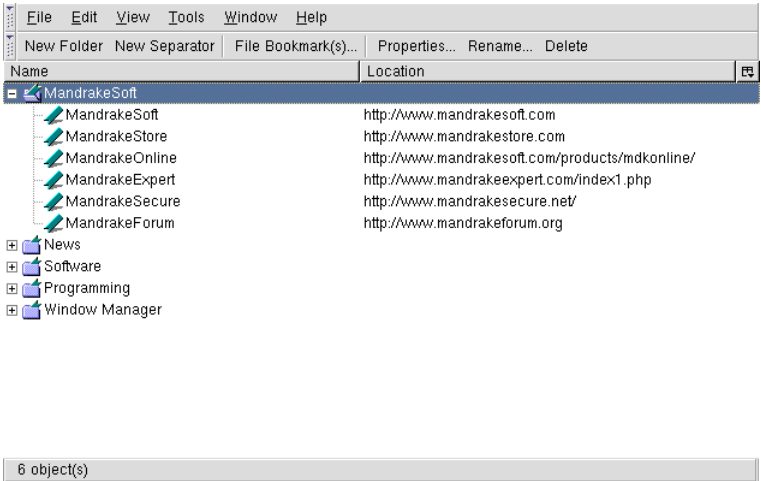 File Edit View Tools Window Help
New Folder New Separator File Bookmark(s)... Properties... Rename... Delete
Name Location
MandrakeSoft
MandrakeSoft http://www.mandrakesoft.com
MandrakeStore http://www.mandrakestore.com
MandrakeOnline http://www.mandrakesoft.com/products/mdkonline/
MandrakeExpert http://www.mandrakeexpert.com/index1.php
MandrakeSecure http://www.mandrakesecure.net/
MandrakeForum http://www.mandrakeforum.org
News
Software
Programming
Window Manager
6 object(s)